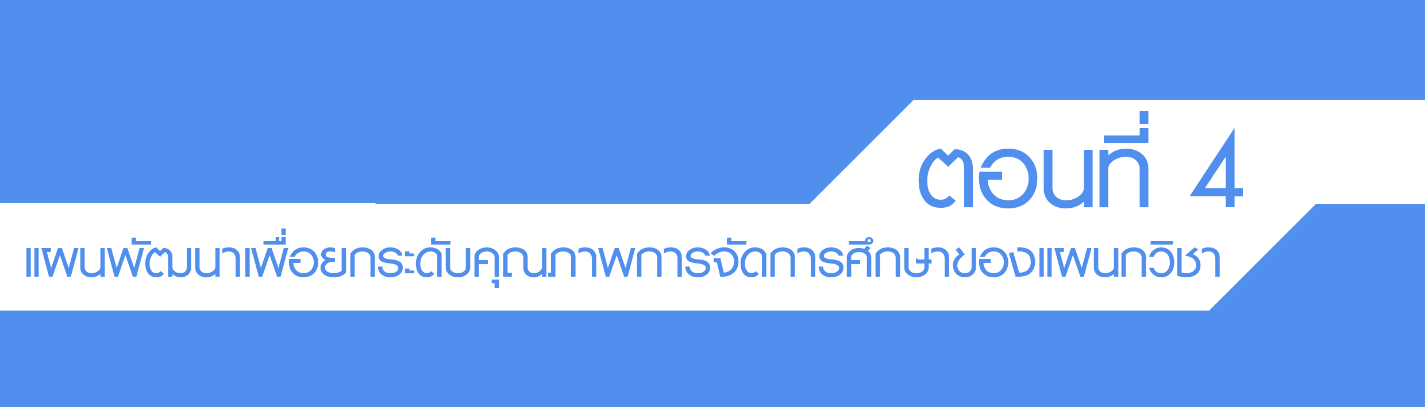 ตอนที่ 4
แผนพัฒนาเพื่อยกระดับคุณภาพการจัดการศึกษาของแผนกวิชา